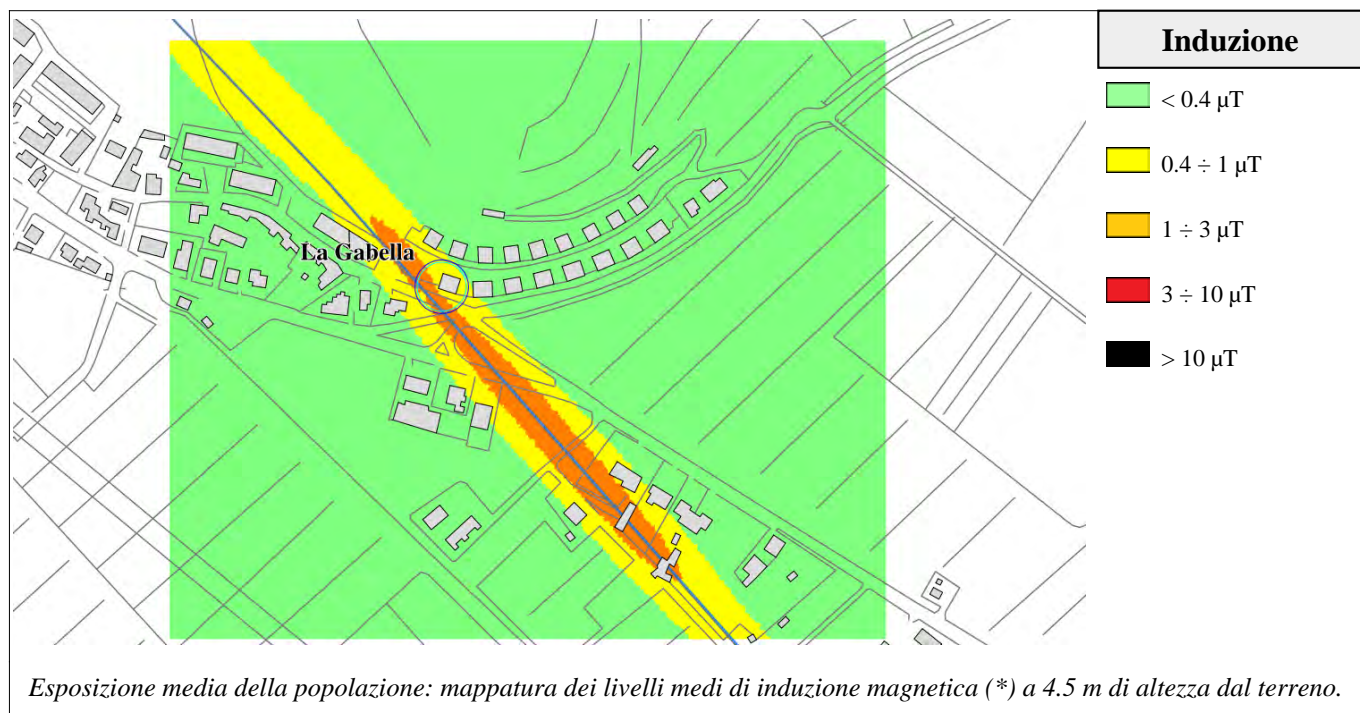 Induzione
< 0.4 µT
0.4 ÷ 1 µT
1 ÷ 3 µT
3 ÷ 10 µT
> 10 µT
La Gabella
Esposizione media della popolazione: mappatura dei livelli medi di induzione magnetica (*) a 4.5 m di altezza dal terreno.